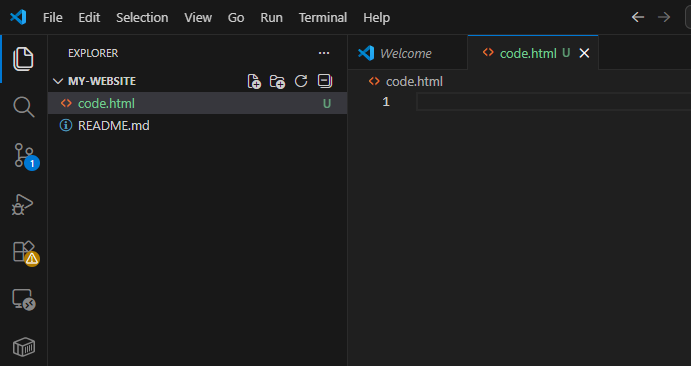 File Edit Selection View Go Run Terminal Help
EXPLORER
Welcome
code.html U
MY-WEBSITE
code.html
code.html U
1
README.md
1